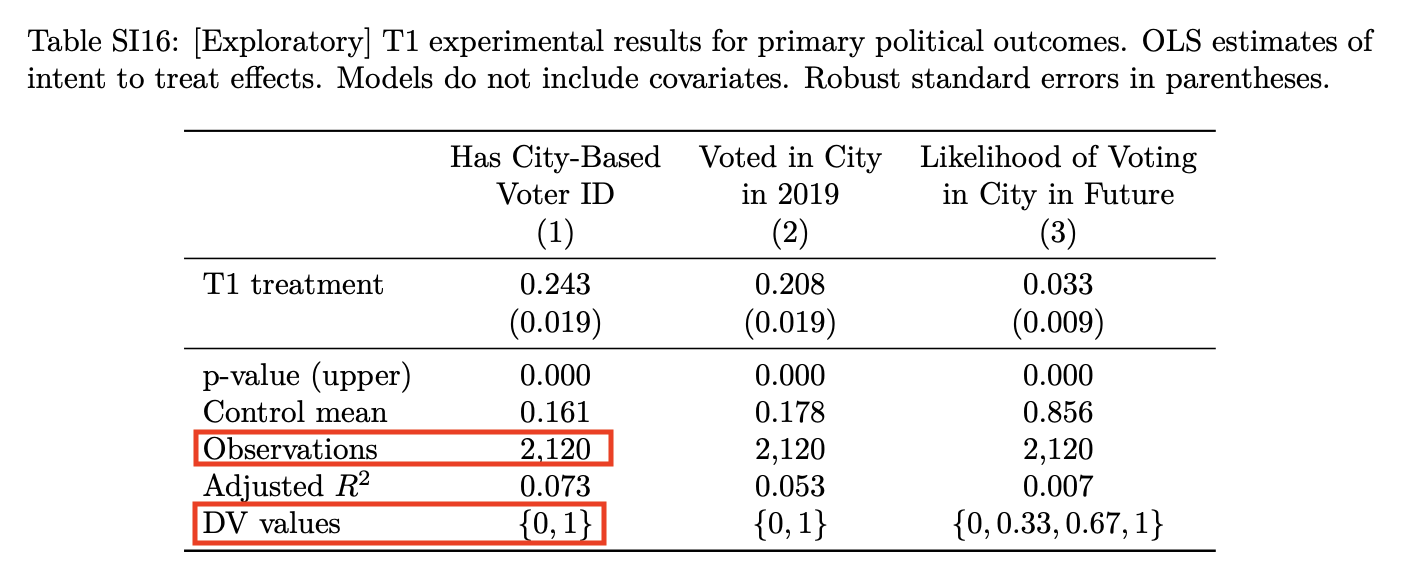 Table SI16: [Exploratory] T1 experimental results for primary political outcomes. OLS estimates of
intent to treat effects. Models do not include covariates. Robust standard errors in parentheses.
Has City-Based Voted in City Likelihood of Voting
Voter ID in 2019 in City in Future
(1) (2) (3)
T1 treatment 0.243 0.208 0.033
(0.019) (0.019) (0.009)
p-value (upper) 0.000 0.000 0.000
Control mean 0.161 0.178 0.856
Observations 2,120 2,120 2,120
Adjusted R² 0.073 0.053 0.007
DV values {0, 1} {0, 1} {0, 0.33, 0.67, 1}